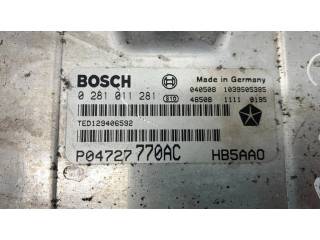 BOSCH
Made in Germany
0 281 011 281
040508 1039S05385
48508 1111 0195
TED129406592
P04727 770AC HB5AA0